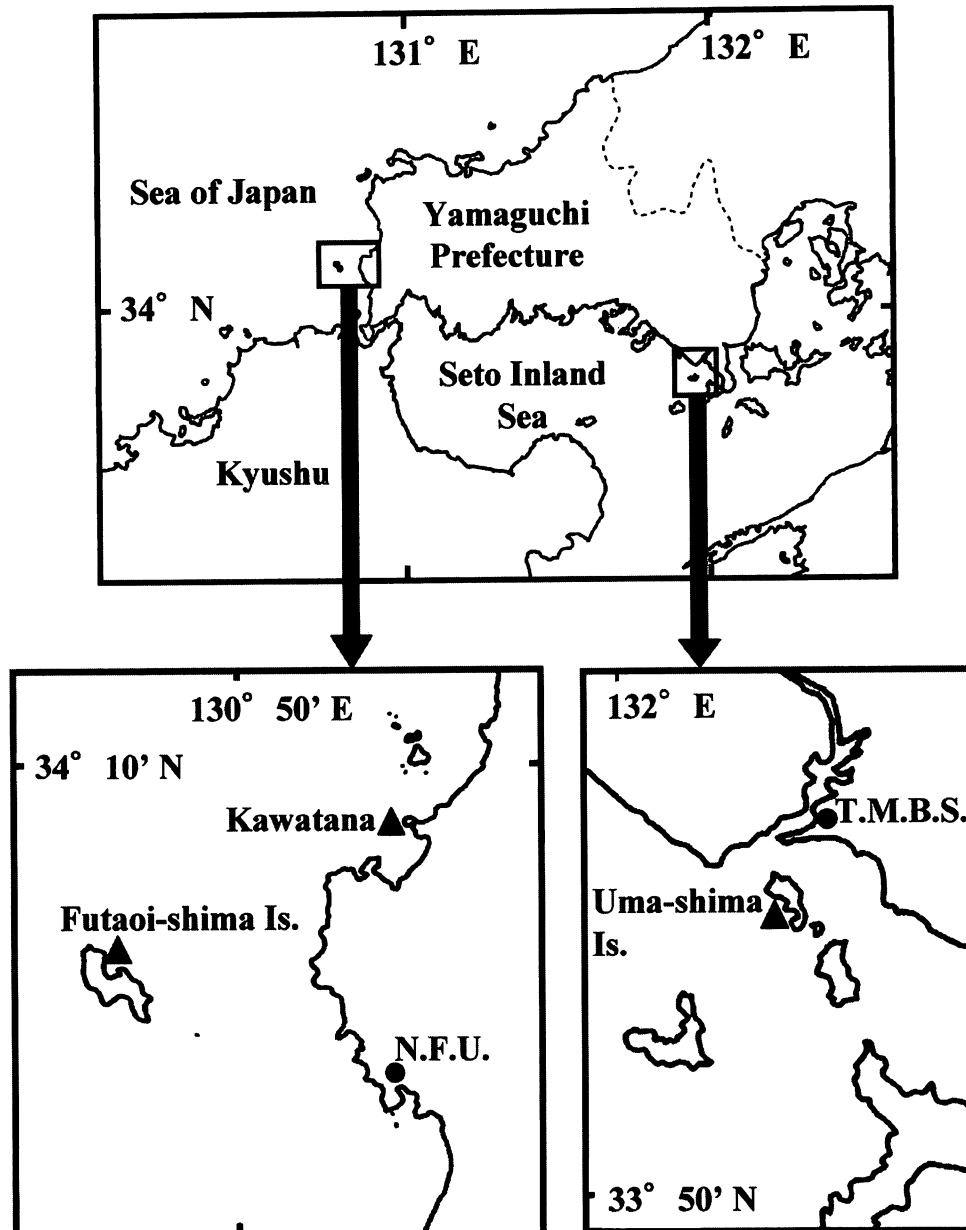 131° E
132° E
Sea of Japan
Yamaguchi
Prefecture
34° N
Seto Inland
Sea
Kyushu
130° 50' E
34° 10' N
Kawatana
Futaoi-shima Is.
N.F.U.
132° E
T.M.B.S.
Uma-shima
Is.
33° 50' N